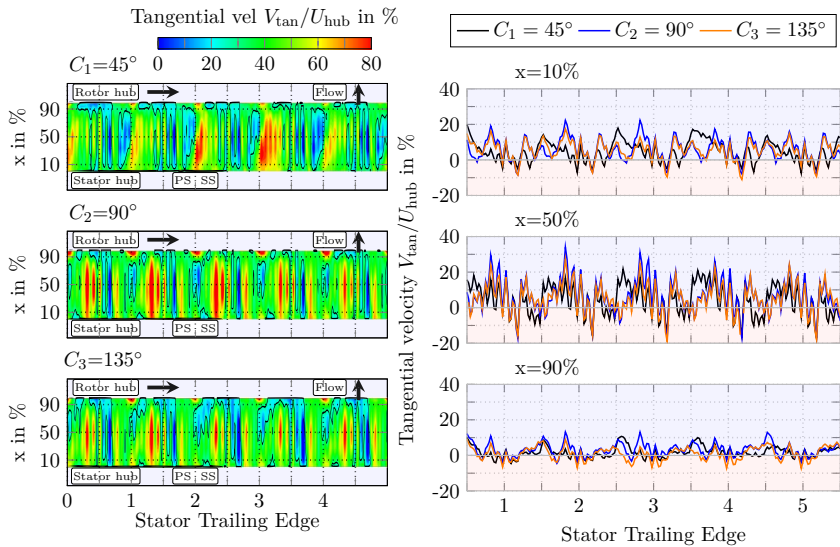 Tangential vel V_tan/U_hub in %
0 20 40 60 80
C_1=45°
Rotor hub Flow
90
50
10
x in %
Stator hub PS SS
C_2=90°
Rotor hub Flow
90
50
10
x in %
Stator hub PS SS
C_3=135°
Rotor hub Flow
90
50
10
x in %
Stator hub PS SS
0 1 2 3 4
Stator Trailing Edge
C_1 = 45° C_2 = 90° C_3 = 135°
Tangential velocity V_tan/U_hub in %
x=10%
40
20
0
-20
x=50%
40
20
0
-20
x=90%
40
20
0
-20
1 2 3 4 5
Stator Trailing Edge